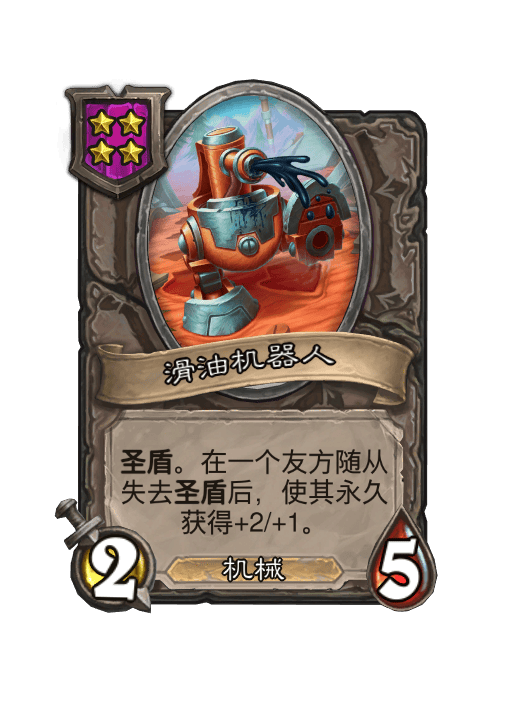 滑油机器人
圣盾。在一个友方随从
失去圣盾后，使其永久
获得+2/+1。
2
机械
5